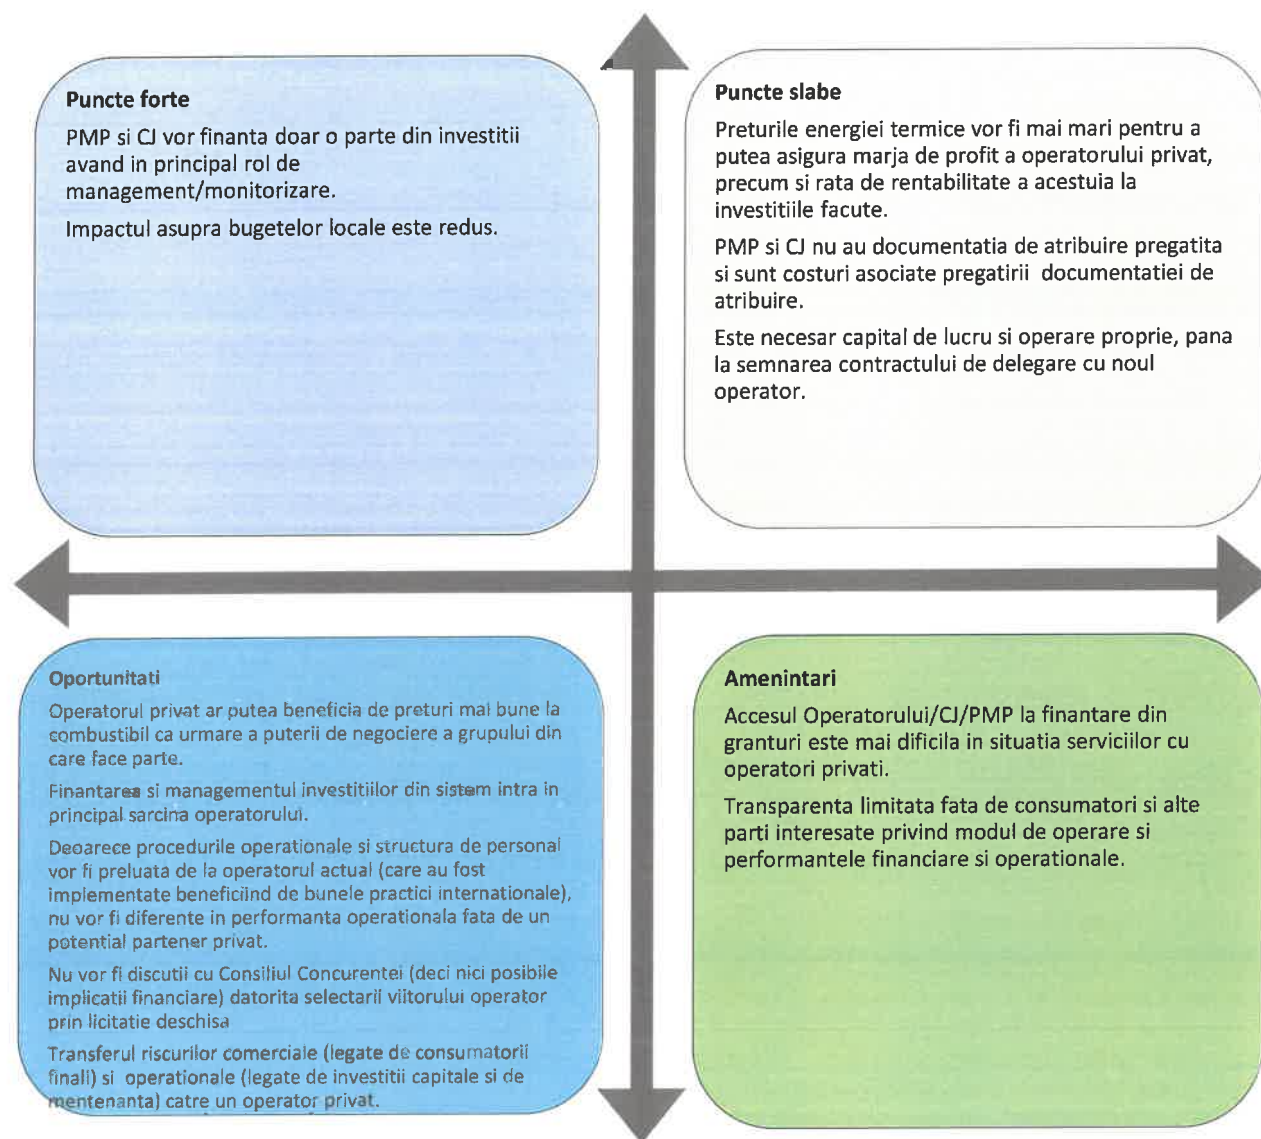 Puncte forte
PMP si CJ vor finanta doar o parte din investitii
avand in principal rol de
management/monitorizare.
Impactul asupra bugetelor locale este redus.
Puncte slabe
Preturile energiei termice vor fi mai mari pentru a
putea asigura marja de profit a operatorului privat,
precum si rata de rentabilitate a acestuia la
investitiile facute.
PMP si CJ nu au documentatia de atribuire pregatita
si sunt costuri asociate pregatirii documentatiei de
atribuire.
Este necesar capital de lucru si operare proprie, pana
la semnarea contractului de delegare cu noul
operator.
Oportunitati
Operatorul privat ar putea beneficia de preturi mai bune la
combustibil ca urmare a puterii de negociere a grupului din
care face parte.
Finantarea si managementul investitiilor din sistem intra in
principal sarcina operatorului.
Deoarece procedurile operationale si structura de personal
vor fi preluata de la operatorul actual (care au fost
implementate beneficiind de bunele practici internationale),
nu vor fi diferente in performanta operationala fata de un
potential partener privat.
Nu vor fi discutii cu Consiliul Concurentei (deci nici posibile
implicatii financiare) datorita selectarii viitorului operator
prin licitatie deschisa
Transferul riscurilor comerciale (legate de consumatorii
finali) si operationale (legate de investitii capitale si de
mentenanta) catre un operator privat.
Amenintari
Accesul Operatorului/CJ/PMP la finantare din
granturi este mai dificila in situatia serviciilor cu
operatori privati.
Transparenta limitata fata de consumatori si alte
parti interesate privind modul de operare si
performantele financiare si operationale.